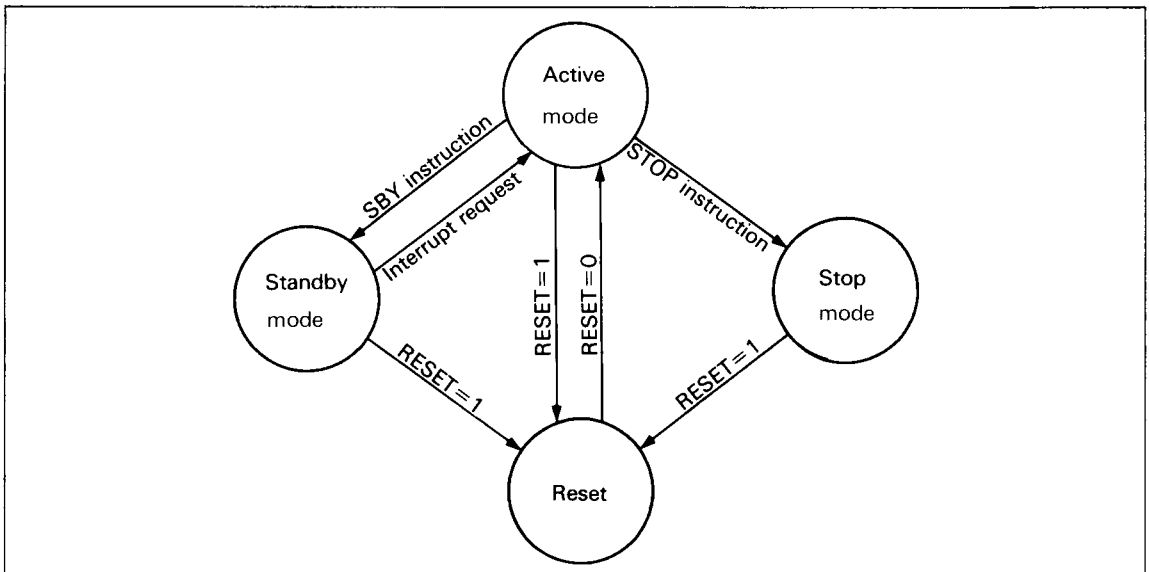 Active
mode
SBY instruction
Interrupt request
STOP instruction
Standby
mode
RESET=1
RESET=0
Stop
mode
RESET=1
RESET=1
Reset